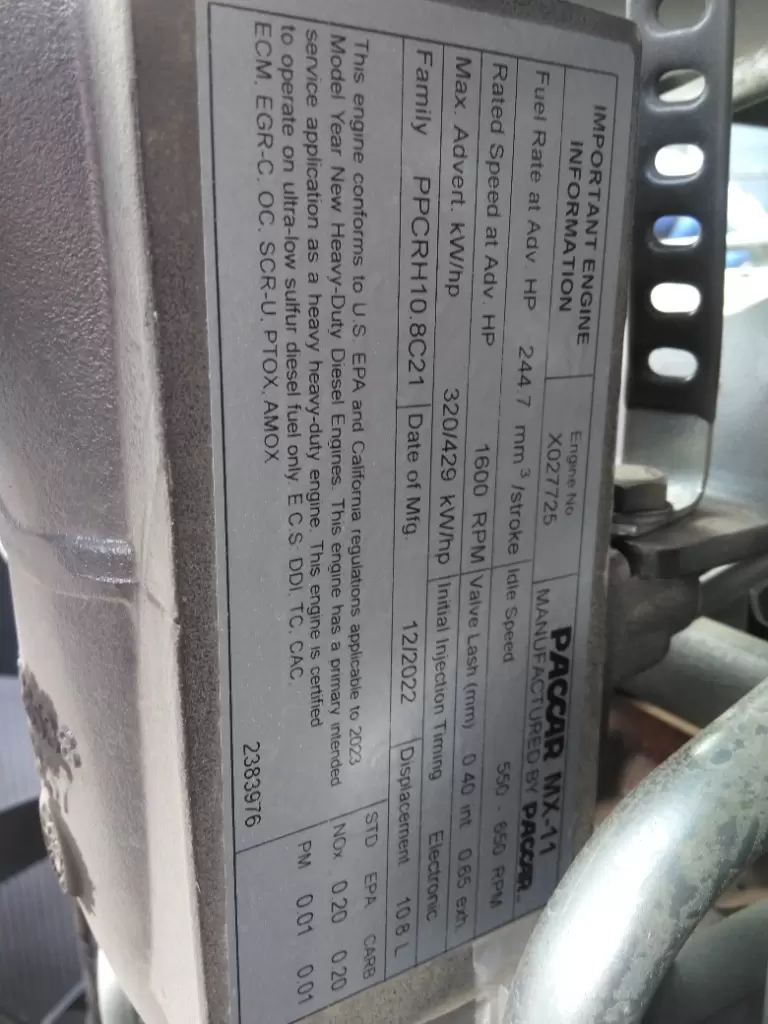 IMPORTANT ENGINE
INFORMATION
Engine No
X027725
PACCAR MX-11
MANUFACTURED BY PACCAR
Fuel Rate at Adv. HP 244.7 mm³/stroke
Idle Speed 550 - 650 RPM
Rated Speed at Adv. HP 1600 RPM
Valve Lash (mm) 0.40 int. 0.65 exh.
Max. Advert. kW/hp 320/429 kW/hp
Initial Injection Timing Electronic
Family PPCRH10.8C21
Date of Mfg. 12/2022
Displacement 10.8 L
This engine conforms to U.S. EPA and California regulations applicable to 2023
Model Year New Heavy-Duty Diesel Engines. This engine has a primary intended
service application as a heavy heavy-duty engine. This engine is certified
to operate on ultra-low sulfur diesel fuel only. E.C.S: DDI, TC, CAC,
ECM, EGR-C, OC, SCR-U, PTOX, AMOX
2383976
STD EPA CARB
NOx 0.20 0.20
PM 0.01 0.01